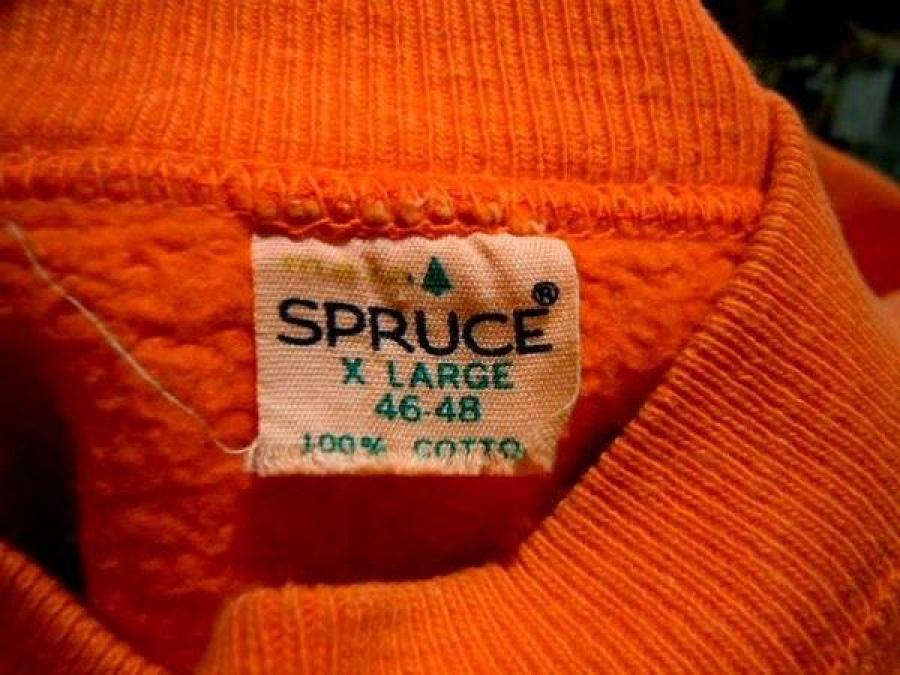 SPRUCE®
X LARGE
46-48
100% COTTO